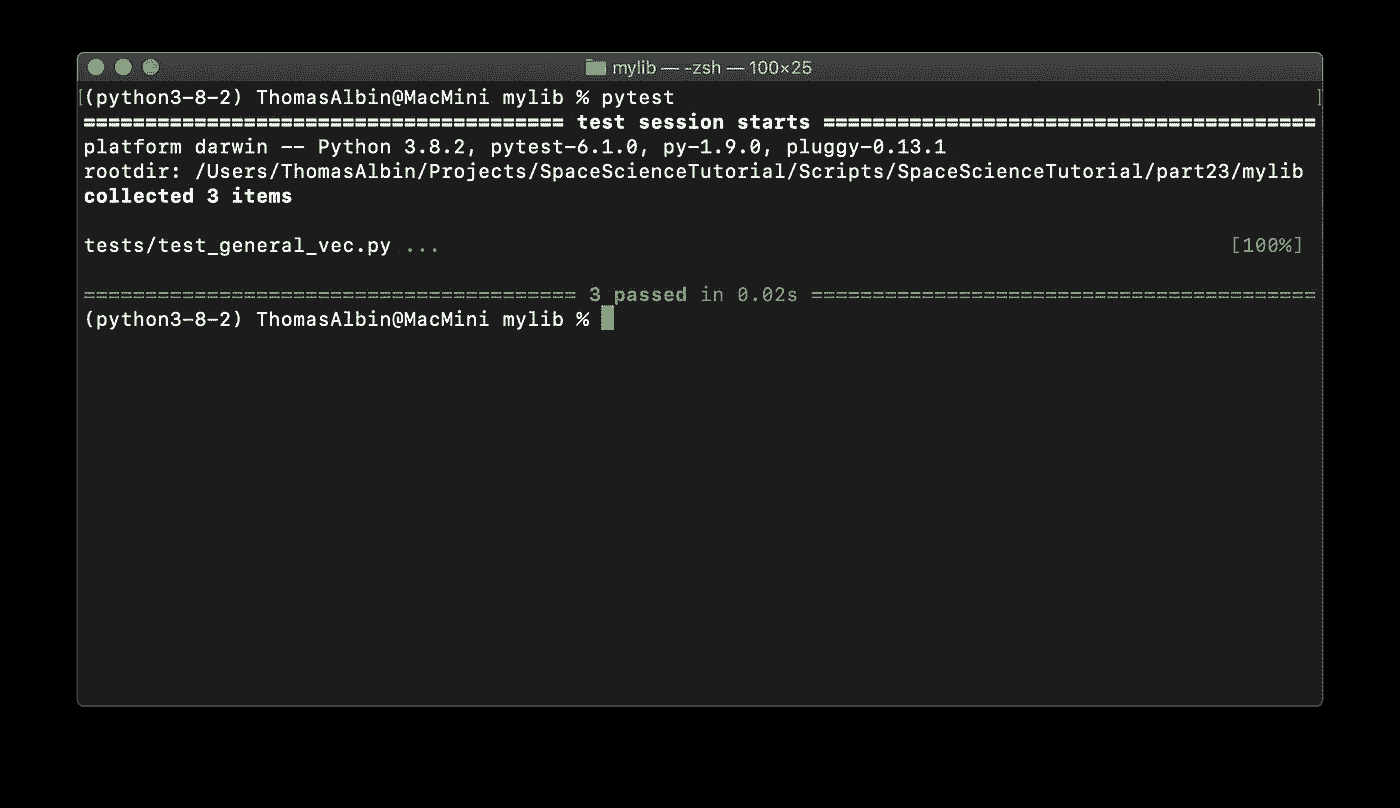 mylib — -zsh — 100×25
[(python3-8-2) ThomasAlbin@MacMini mylib % pytest ]
======================================= test session starts ========================================
platform darwin -- Python 3.8.2, pytest-6.1.0, py-1.9.0, pluggy-0.13.1
rootdir: /Users/ThomasAlbin/Projects/SpaceScienceTutorial/Scripts/SpaceScienceTutorial/part23/mylib
collected 3 items
tests/test_general_vec.py ... [100%]
======================================== 3 passed in 0.02s =========================================
(python3-8-2) ThomasAlbin@MacMini mylib %